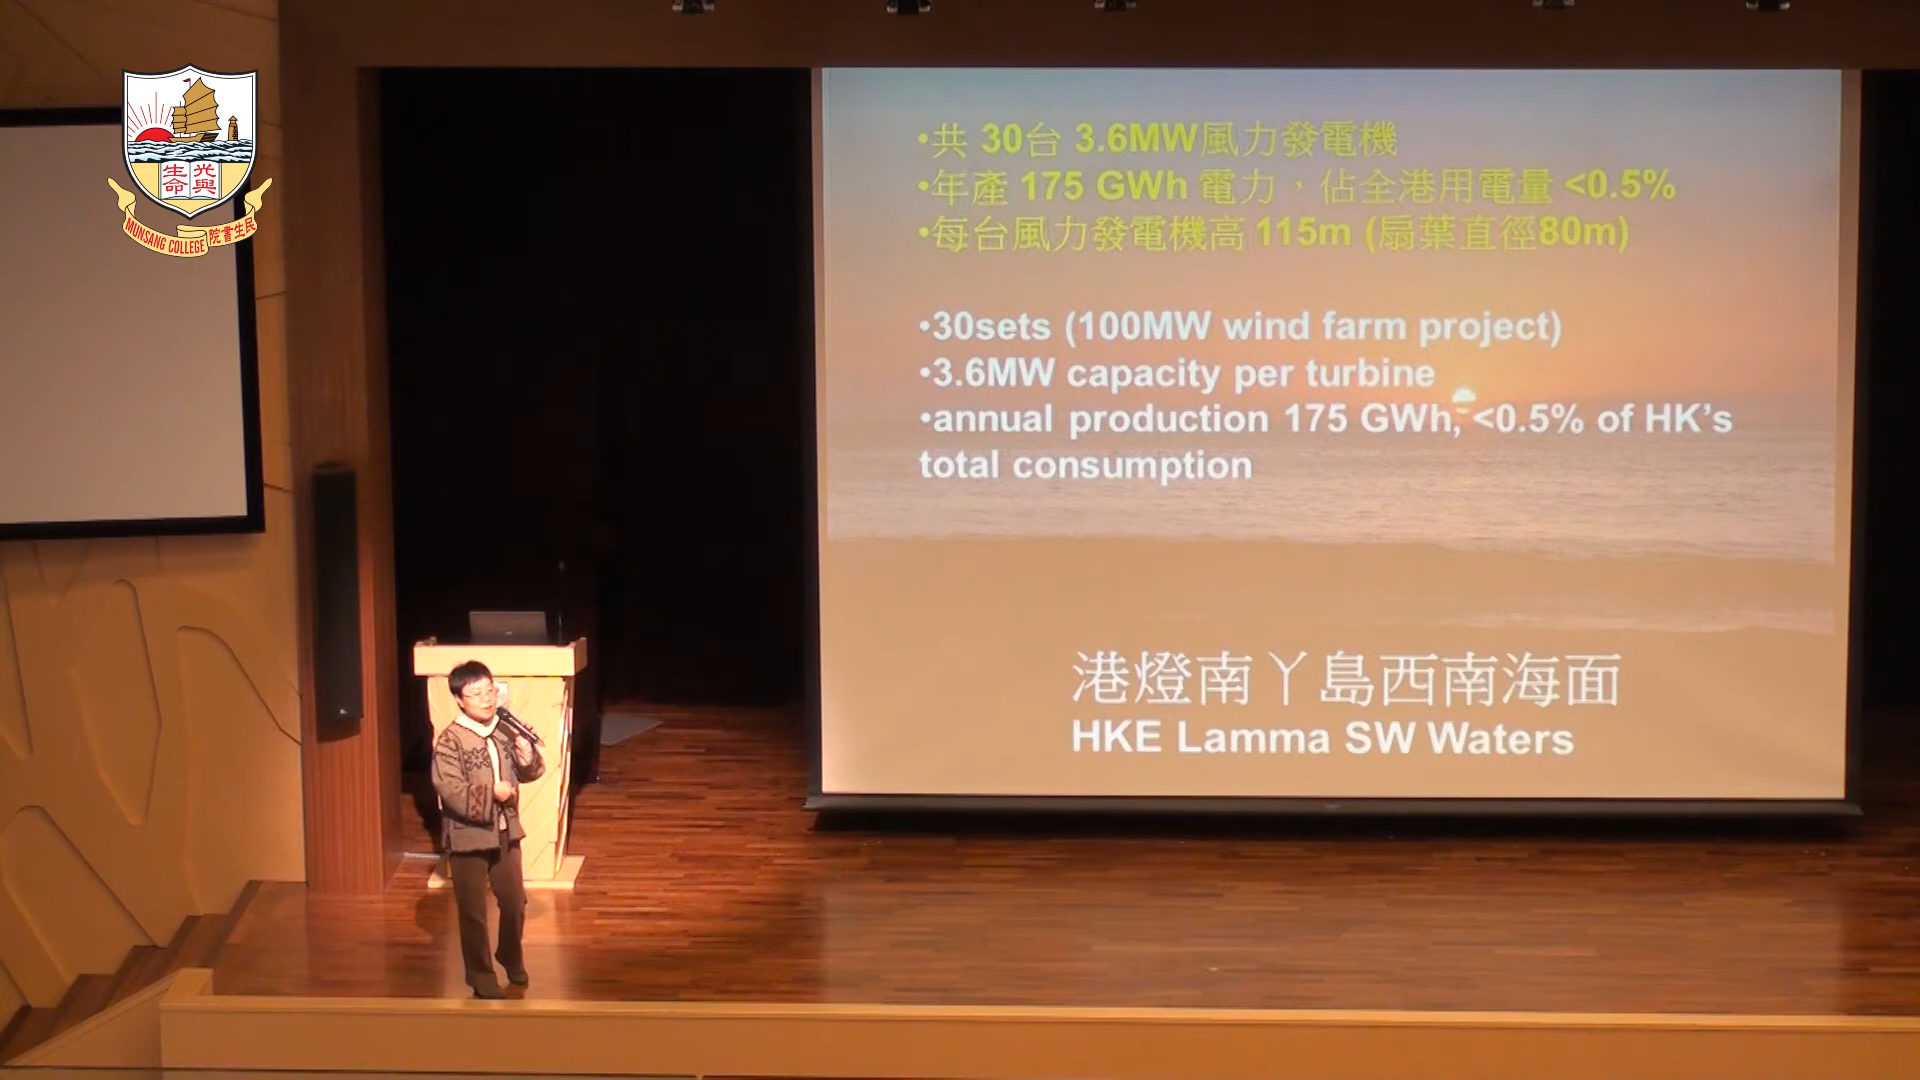 光與
生命
MUNSANG COLLEGE 院書生民
•共 30台 3.6MW風力發電機
•年產 175 GWh 電力，佔全港用電量 <0.5%
•每台風力發電機高 115m (扇葉直徑80m)
•30sets (100MW wind farm project)
•3.6MW capacity per turbine
•annual production 175 GWh, <0.5% of HK’s
total consumption
港燈南丫島西南海面
HKE Lamma SW Waters